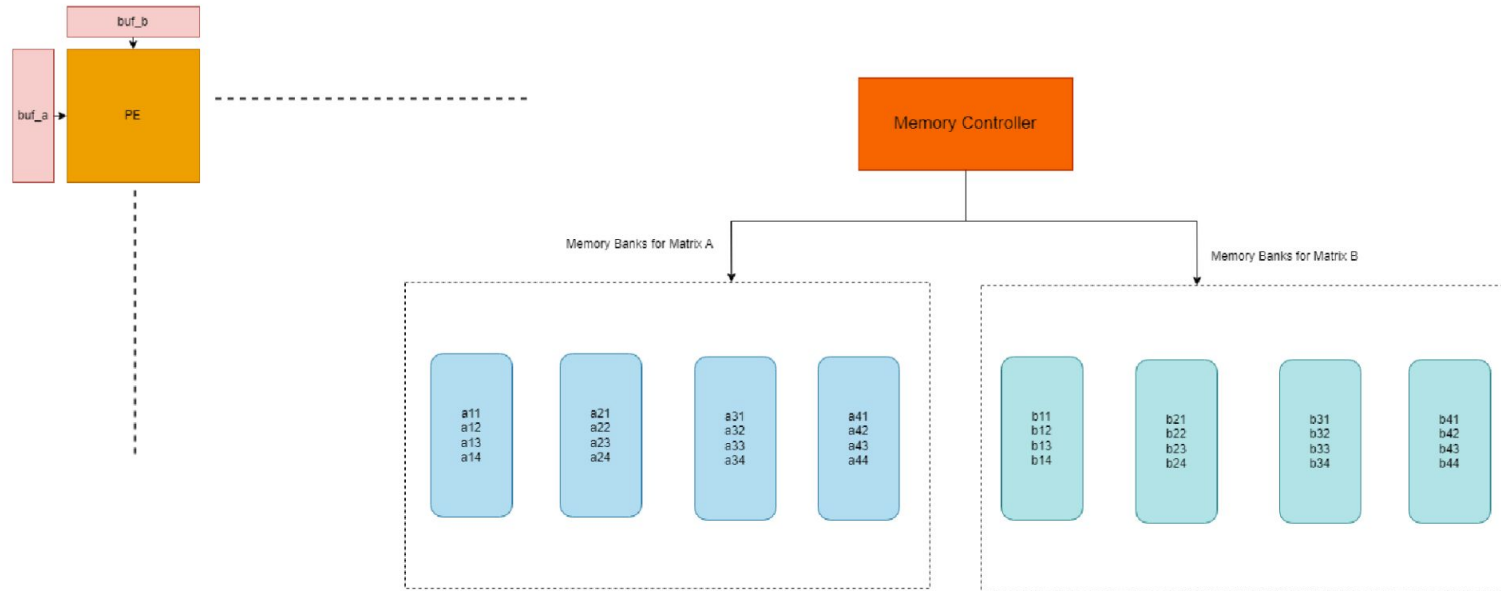 buf_b
buf_a
PE
Memory Controller
Memory Banks for Matrix A
Memory Banks for Matrix B
a11
a12
a13
a14
a21
a22
a23
a24
a31
a32
a33
a34
a41
a42
a43
a44
b11
b12
b13
b14
b21
b22
b23
b24
b31
b32
b33
b34
b41
b42
b43
b44